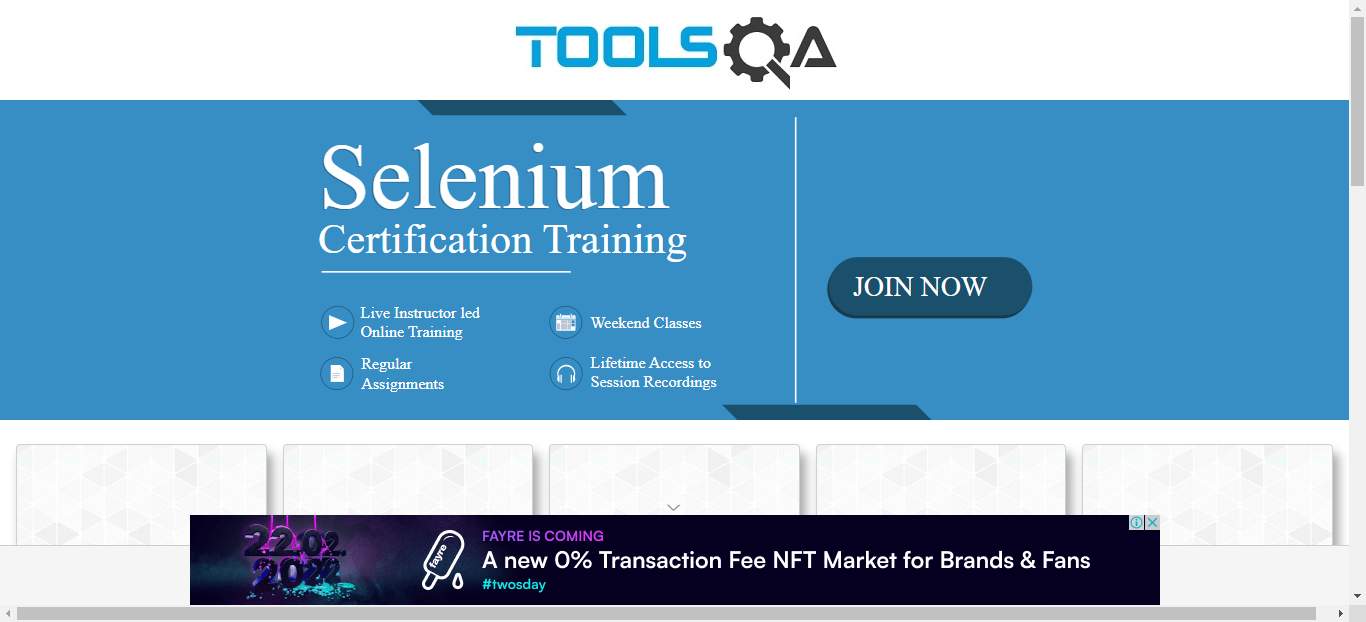 TOOLSQA
Selenium
Certification Training
JOIN NOW
Live Instructor led
Online Training
Weekend Classes
Regular
Assignments
Lifetime Access to
Session Recordings
22.02.
2022
fayre
FAYRE IS COMING
A new 0% Transaction Fee NFT Market for Brands & Fans
#twosday